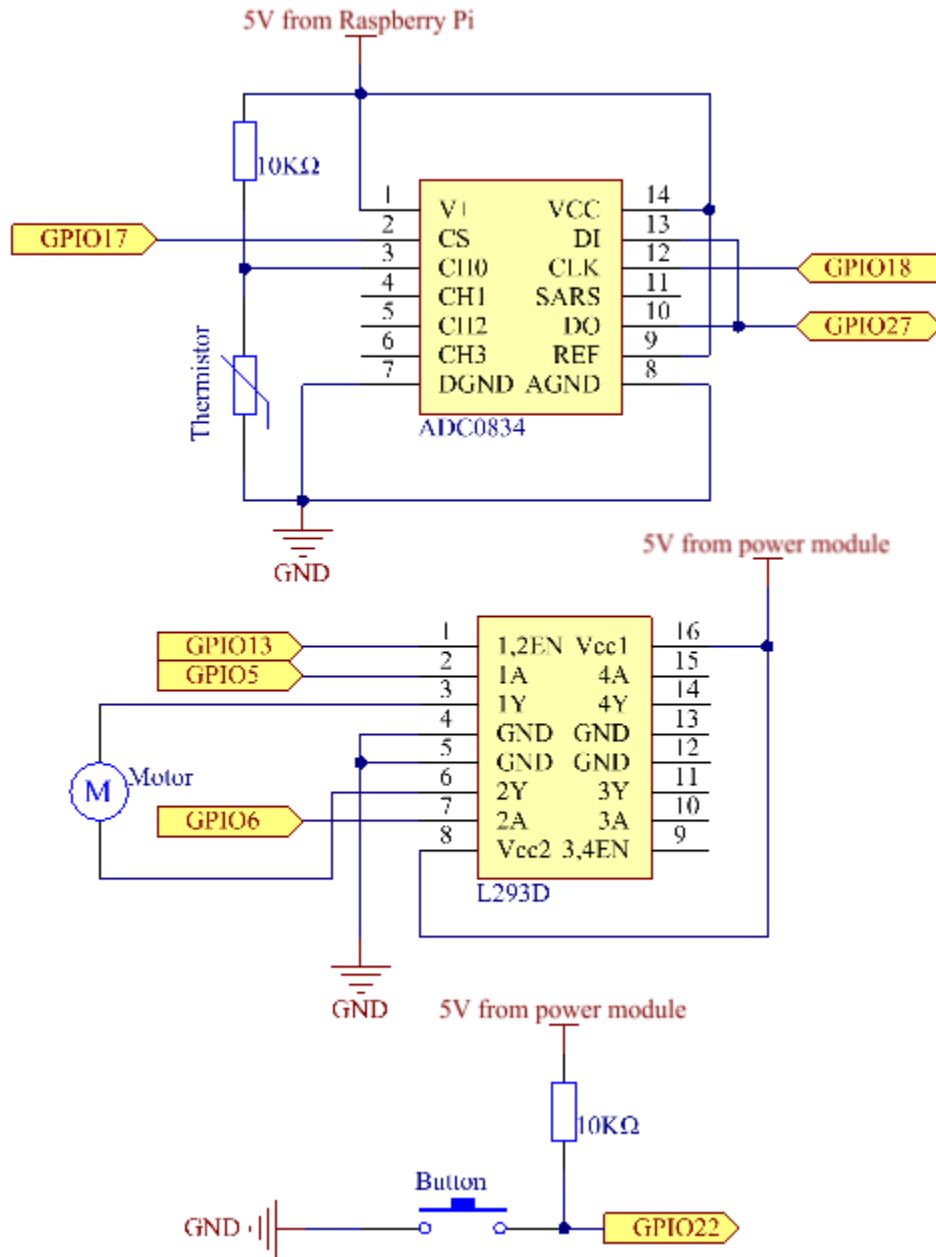 5V from Raspberry Pi
10KΩ
1 V+ VCC 14
GPIO17 2 CS DI 13
3 CH0 CLK 12 GPIO18
4 CH1 SARS 11
5 CH2 DO 10 GPIO27
6 CH3 REF 9
7 DGND AGND 8
Thermistor
ADC0834
GND
5V from power module
GPIO13 1 1,2EN Vcc1 16
GPIO5 2 1A 4A 15
3 1Y 4Y 14
4 GND GND 13
5 GND GND 12
M Motor 6 2Y 3Y 11
GPIO6 7 2A 3A 10
8 Vcc2 3,4EN 9
L293D
GND
5V from power module
10KΩ
Button
GND GPIO22